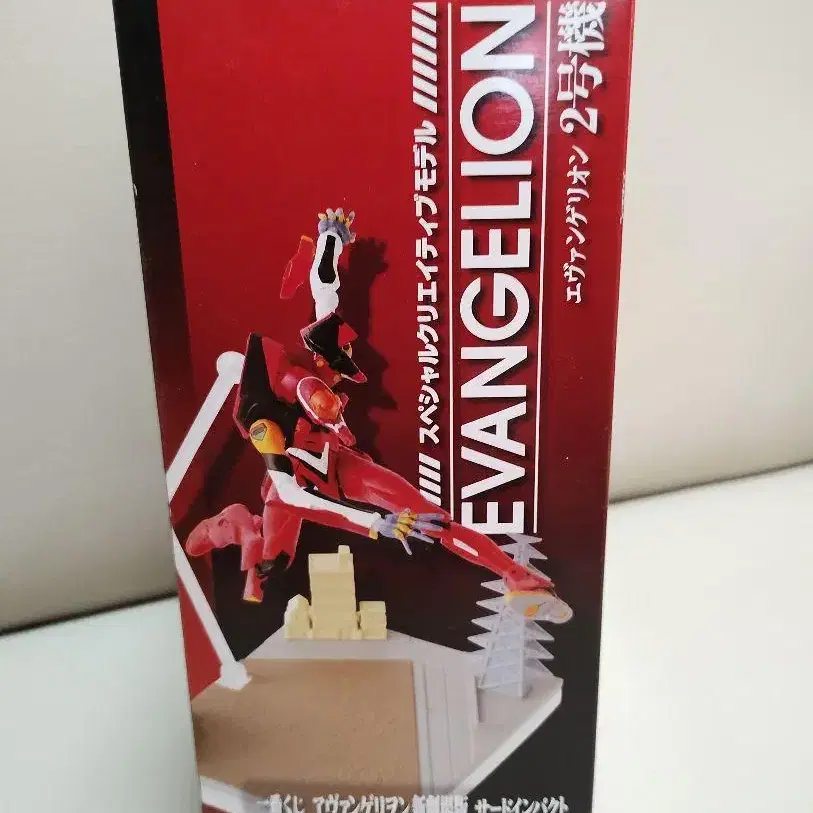 スペシャルクリエイティブモデル
EVANGELION
エヴァンゲリオン 2号機
一番くじ ヱヴァンゲリヲン新劇場版 サードインパクト